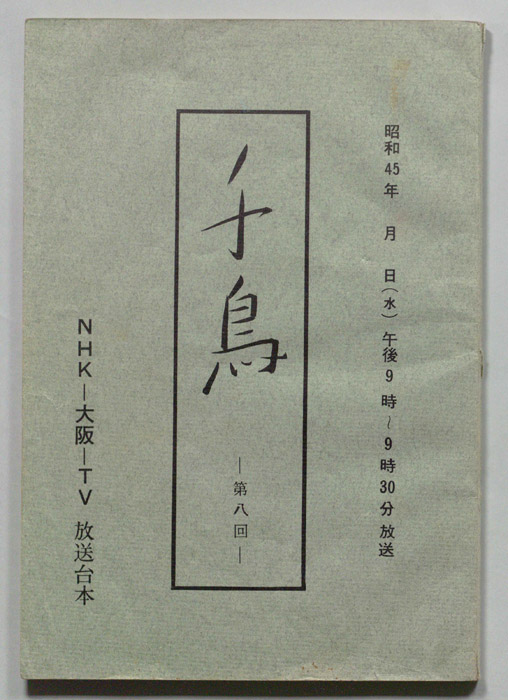 昭和45年　月　日(水)午後9時～9時30分放送
千鳥
―第八回―
NHK―大阪―TV 放送台本